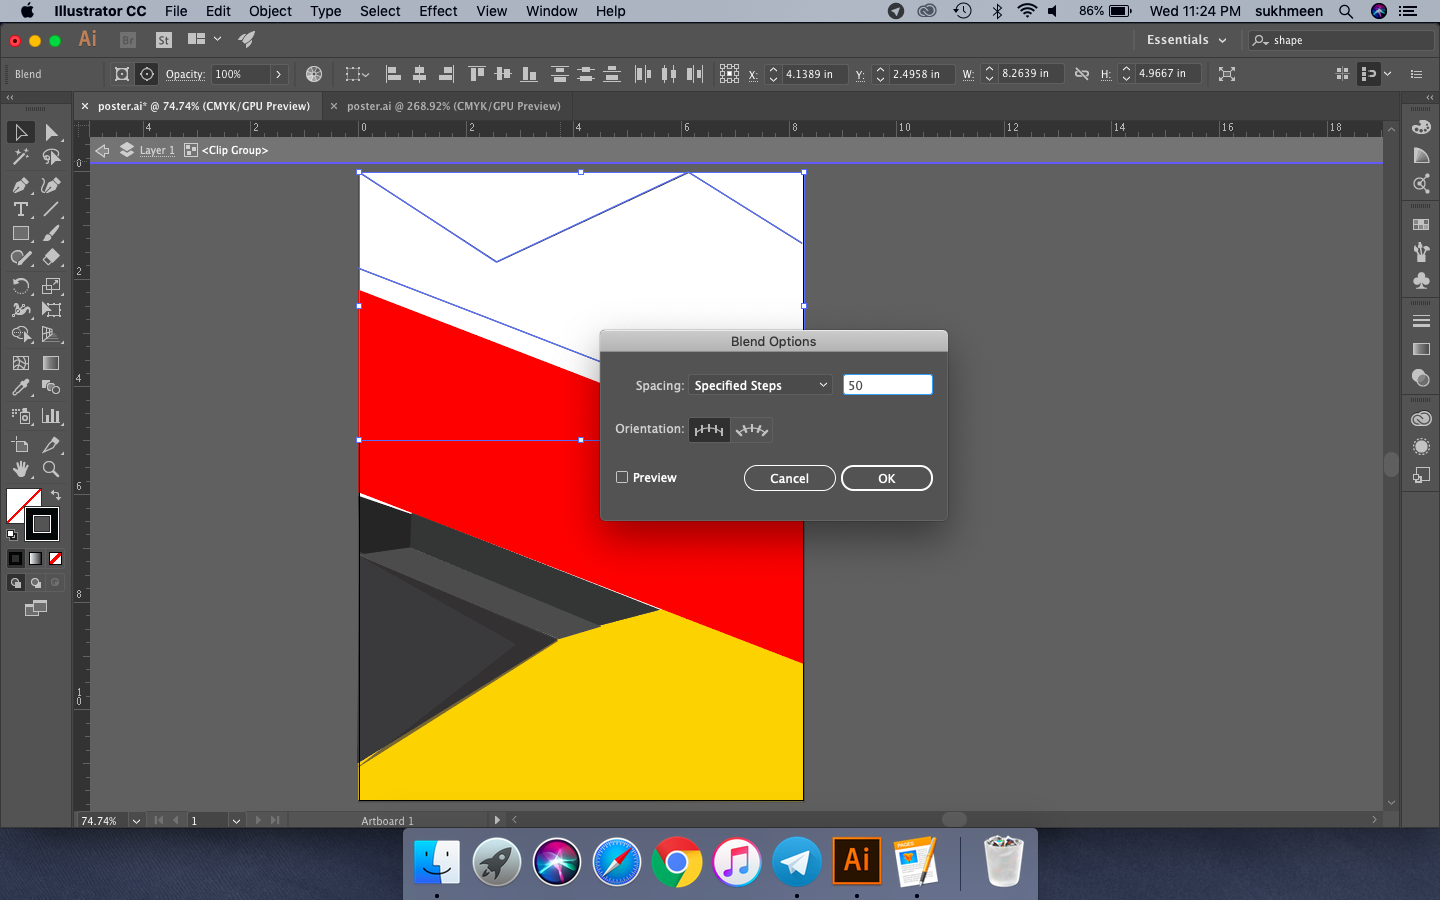 Illustrator CC File Edit Object Type Select Effect View Window Help 86% Wed 11:24 PM sukhmeen
Ai Br St Essentials shape
Blend Opacity: 100% X: 4.1389 in Y: 2.4958 in W: 8.2639 in H: 4.9667 in
× poster.ai* @ 74.74% (CMYK/GPU Preview) × poster.ai @ 268.92% (CMYK/GPU Preview)
4 2 0 2 4 6 8 10 12 14 16 18
Layer 1 <Clip Group>
0
2
4
6
8
1
0
Blend Options
Spacing: Specified Steps 50
Orientation:
Preview Cancel OK
74.74% 1 Artboard 1
Ai PAGES